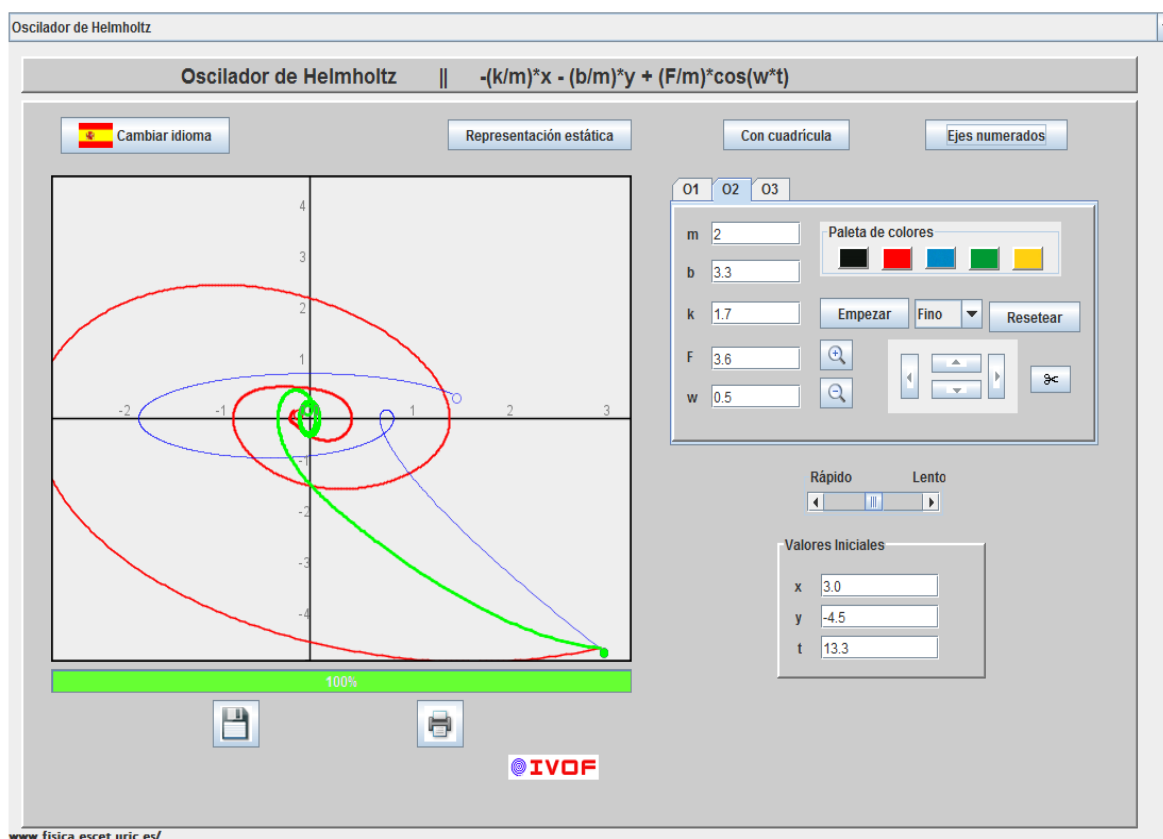 Oscilador de Helmholtz
Oscilador de Helmholtz || -(k/m)*x - (b/m)*y + (F/m)*cos(w*t)
Cambiar idioma
Representación estática
Con cuadrícula
Ejes numerados
O1 O2 O3
m 2
Paleta de colores
b 3.3
k 1.7
Empezar
Fino
Resetear
F 3.6
w 0.5
4
3
2
1
-2 -1 1 2 3
-1
-2
-3
-4
Rápido Lento
Valores Iniciales
x 3.0
y -4.5
t 13.3
100%
IVOF
www.fisica.escet.urjc.es/